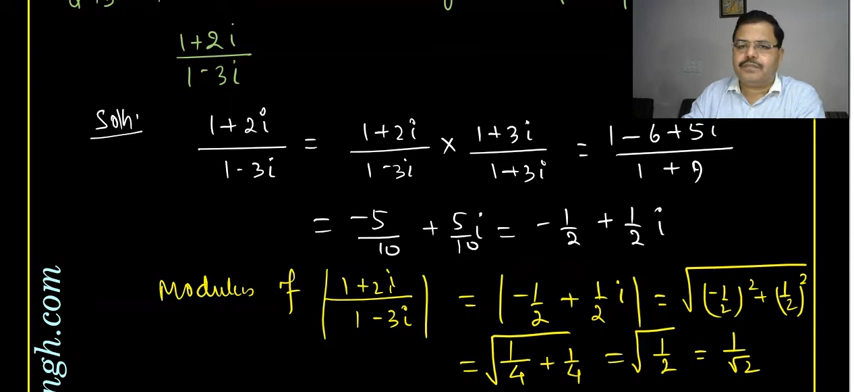 1+2i / 1-3i
Soln. (1+2i)/(1-3i) = (1+2i)/(1-3i) × (1+3i)/(1+3i) = (1-6+5i)/(1+9)
= -5/10 + 5/10 i = -1/2 + 1/2 i
Modulus of |(1+2i)/(1-3i)| = |-1/2 + 1/2 i| = √((-1/2)² + (1/2)²)
= √(1/4 + 1/4) = √(1/2) = 1/√2
ngh.com